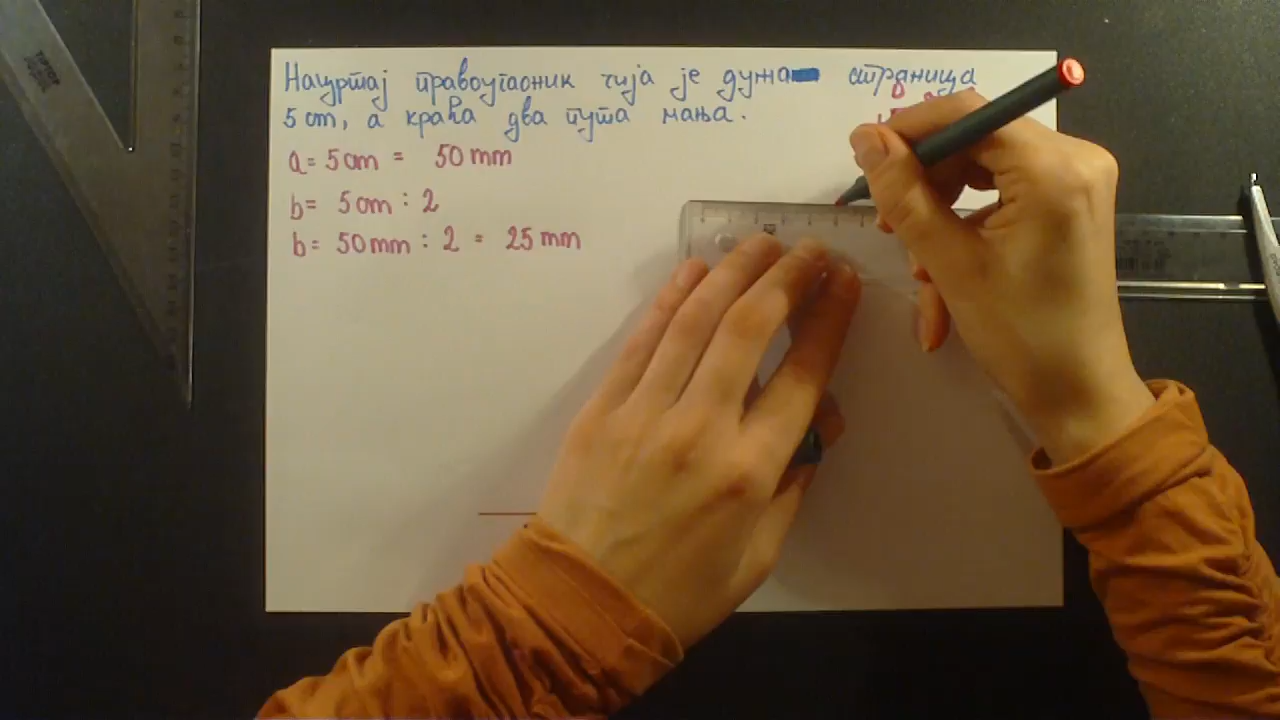 Нацртај правоугаоник чија је дужа страница
5 cm, а краћа два пута мања.
a = 5 cm = 50 mm
b = 5 cm : 2
b = 50 mm : 2 = 25 mm